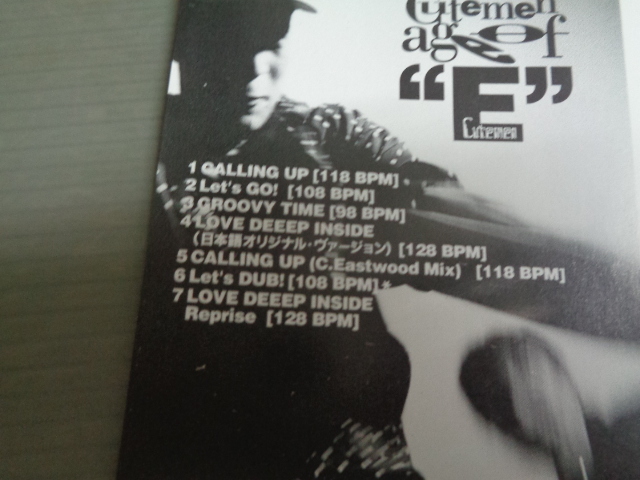 Cutemen
age of
“E”
Cutemen
1 CALLING UP [118 BPM] *
2 Let's GO! [108 BPM]
3 GROOVY TIME [98 BPM]
4 LOVE DEEEP INSIDE
(日本語オリジナル・ヴァージョン) [128 BPM]
5 CALLING UP (C.Eastwood Mix) [118 BPM]
6 Let's DUB! [108 BPM] *
7 LOVE DEEEP INSIDE
Reprise [128 BPM]